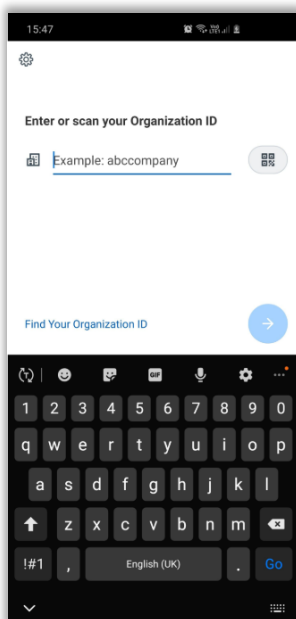 15:47
Enter or scan your Organization ID
Example: abccompany
Find Your Organization ID
GIF
1 2 3 4 5 6 7 8 9 0
q w e r t y u i o p
a s d f g h j k l
z x c v b n m
!#1 , English (UK) . Go